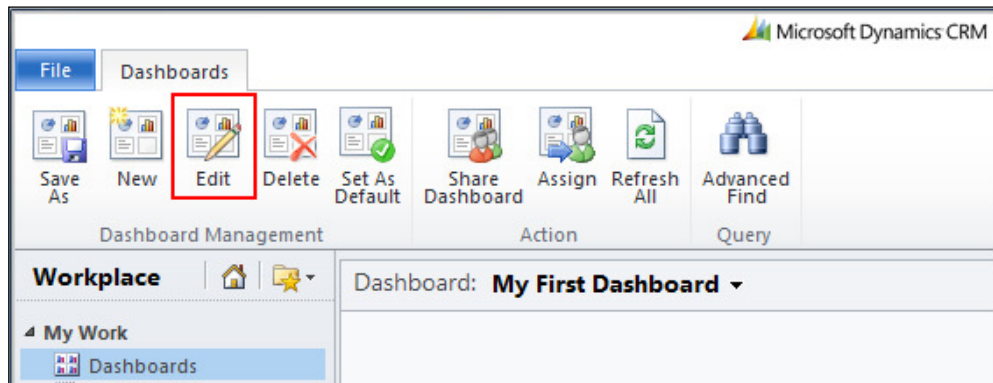 Microsoft Dynamics CRM
File Dashboards
Save As New Edit Delete Set As Default Share Dashboard Assign Refresh All Advanced Find
Dashboard Management Action Query
Workplace Dashboard: My First Dashboard
My Work
Dashboards